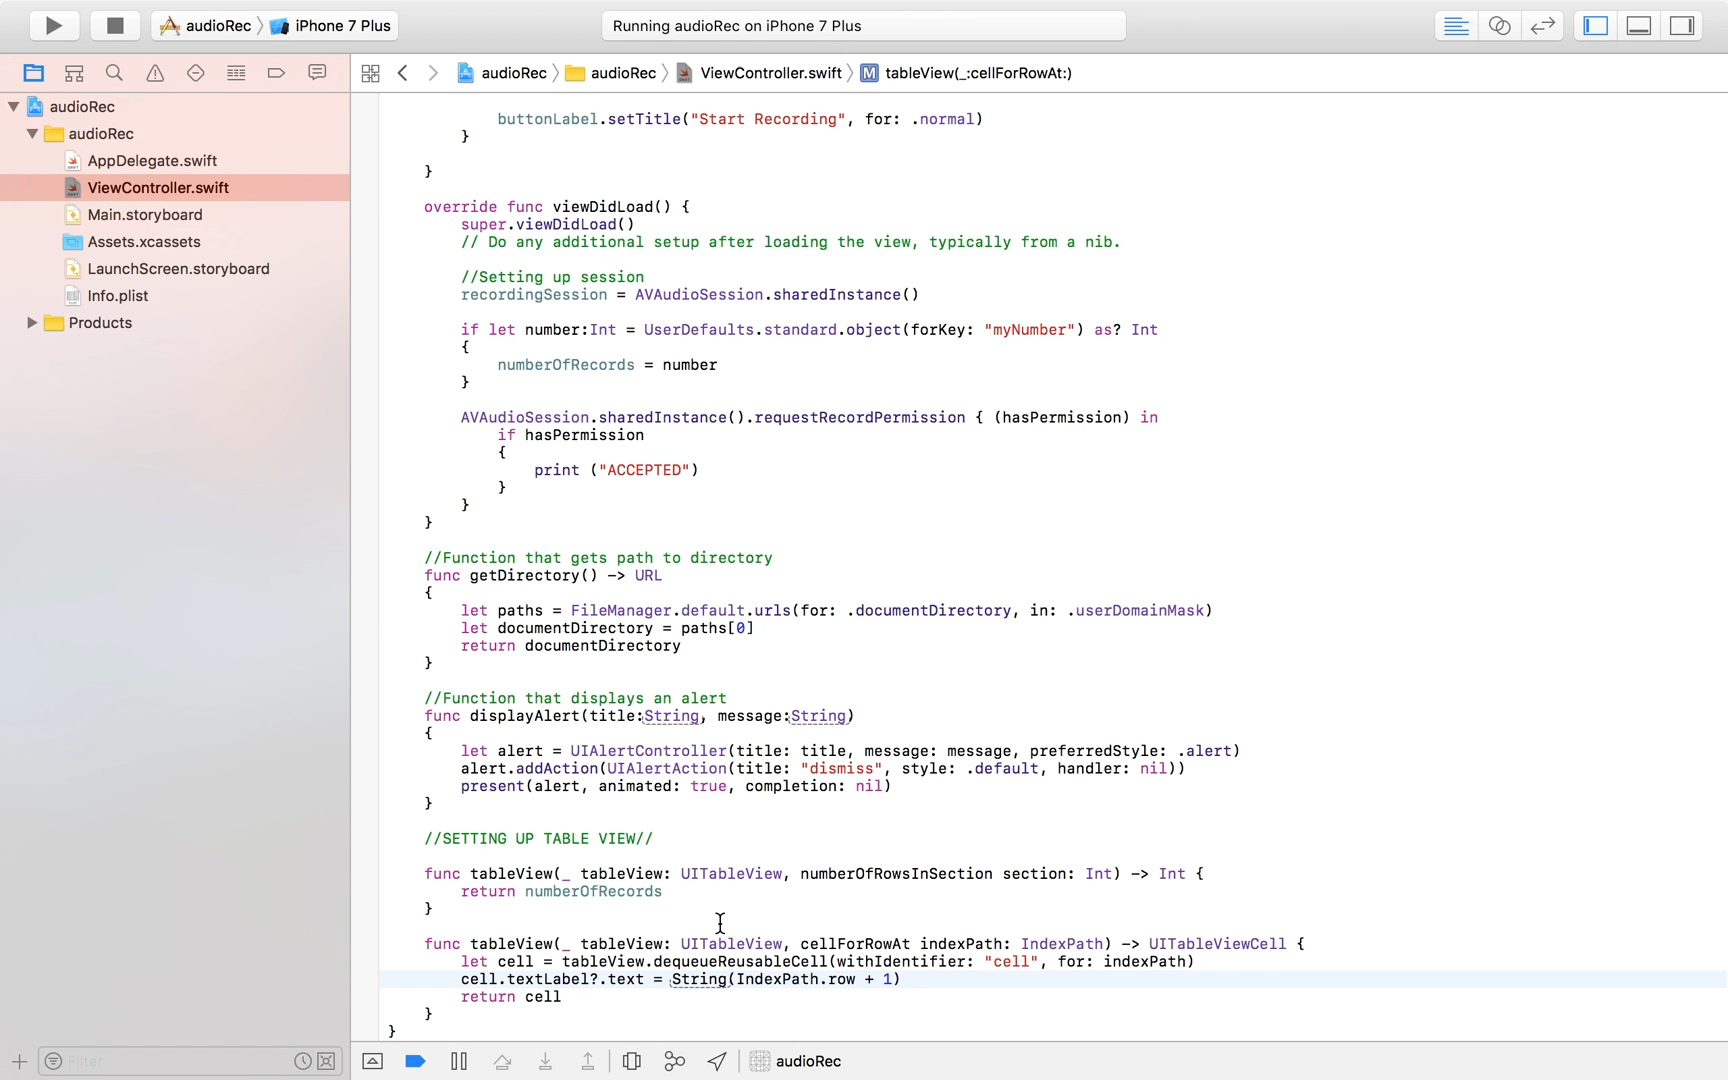 audioRec 〉 iPhone 7 Plus
Running audioRec on iPhone 7 Plus
audioRec 〉 audioRec 〉 ViewController.swift 〉 M tableView(_:cellForRowAt:)
audioRec
audioRec
AppDelegate.swift
ViewController.swift
Main.storyboard
Assets.xcassets
LaunchScreen.storyboard
Info.plist
Products
buttonLabel.setTitle("Start Recording", for: .normal)
}
}
override func viewDidLoad() {
super.viewDidLoad()
// Do any additional setup after loading the view, typically from a nib.
//Setting up session
recordingSession = AVAudioSession.sharedInstance()
if let number:Int = UserDefaults.standard.object(forKey: "myNumber") as? Int
{
numberOfRecords = number
}
AVAudioSession.sharedInstance().requestRecordPermission { (hasPermission) in
if hasPermission
{
print ("ACCEPTED")
}
}
}
//Function that gets path to directory
func getDirectory() -> URL
{
let paths = FileManager.default.urls(for: .documentDirectory, in: .userDomainMask)
let documentDirectory = paths[0]
return documentDirectory
}
//Function that displays an alert
func displayAlert(title:String, message:String)
{
let alert = UIAlertController(title: title, message: message, preferredStyle: .alert)
alert.addAction(UIAlertAction(title: "dismiss", style: .default, handler: nil))
present(alert, animated: true, completion: nil)
}
//SETTING UP TABLE VIEW//
func tableView(_ tableView: UITableView, numberOfRowsInSection section: Int) -> Int {
return numberOfRecords
}
func tableView(_ tableView: UITableView, cellForRowAt indexPath: IndexPath) -> UITableViewCell {
let cell = tableView.dequeueReusableCell(withIdentifier: "cell", for: indexPath)
cell.textLabel?.text = String(IndexPath.row + 1)
return cell
}
}
Filter
audioRec